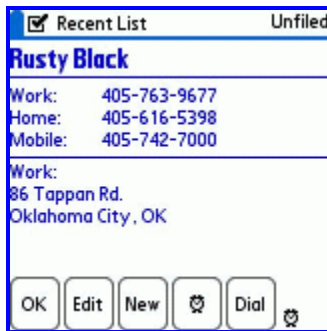 Recent List Unfiled
Rusty Black
Work: 405-763-9677
Home: 405-616-5398
Mobile: 405-742-7000
Work:
86 Tappan Rd.
Oklahoma City, OK
OK Edit New Dial